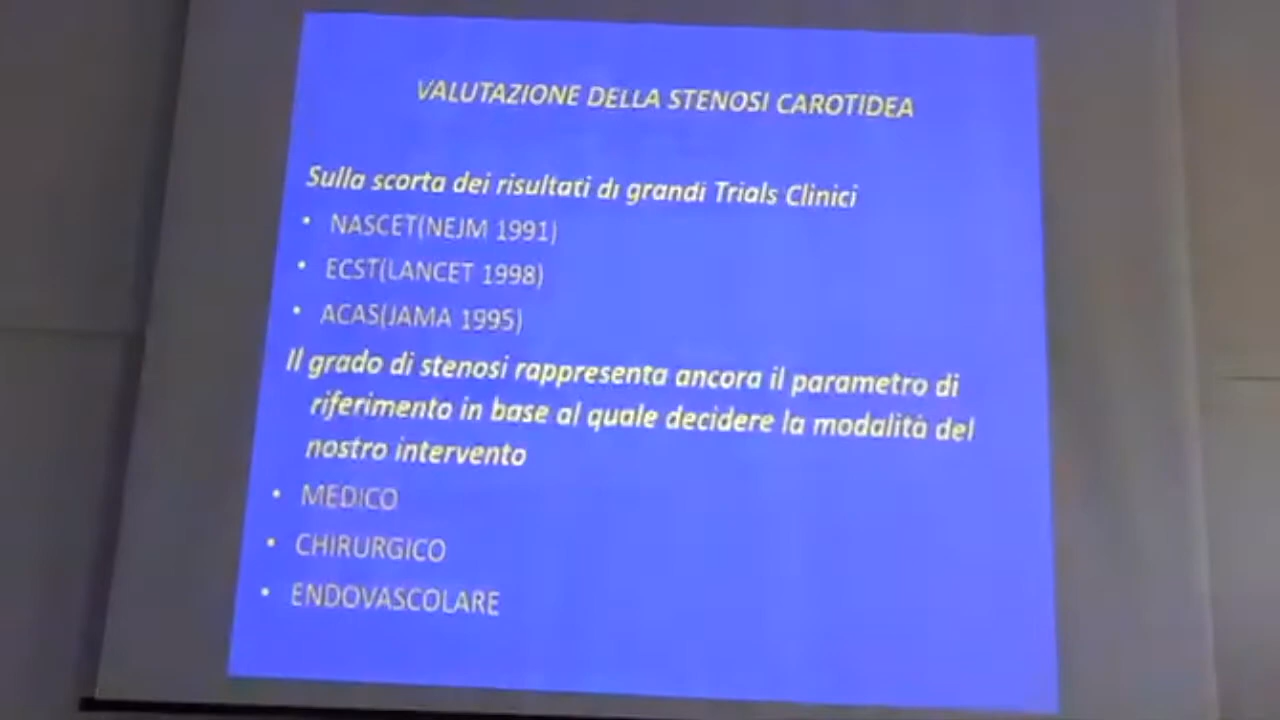 VALUTAZIONE DELLA STENOSI CAROTIDEA
Sulla scorta dei risultati di grandi Trials Clinici
• NASCET(NEJM 1991)
• ECST(LANCET 1998)
• ACAS(JAMA 1995)
Il grado di stenosi rappresenta ancora il parametro di
riferimento in base al quale decidere la modalità del
nostro intervento
• MEDICO
• CHIRURGICO
• ENDOVASCOLARE